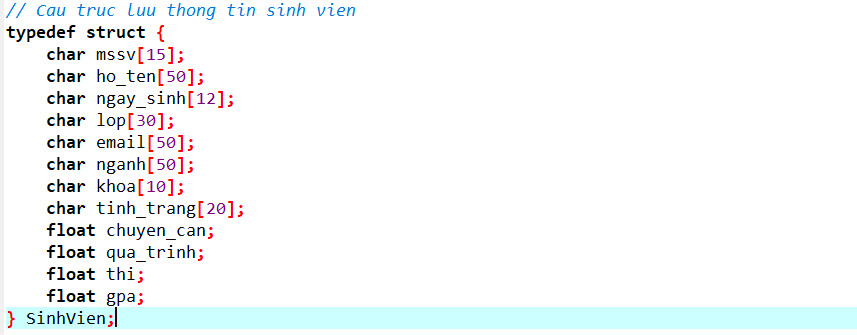 // Cau truc luu thong tin sinh vien
typedef struct {
    char mssv[15];
    char ho_ten[50];
    char ngay_sinh[12];
    char lop[30];
    char email[50];
    char nganh[50];
    char khoa[10];
    char tinh_trang[20];
    float chuyen_can;
    float qua_trinh;
    float thi;
    float gpa;
} SinhVien;